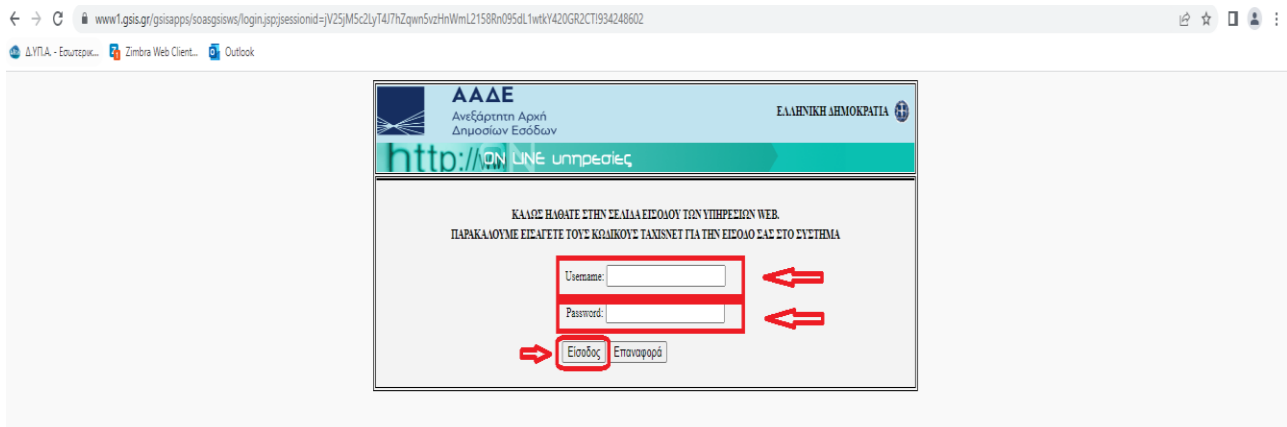 www1.gsis.gr/gsisapps/soasgsisws/login.jsp;jsessionid=jV25jM5c2LyT4J7hZqwn5vzHnWmL2158Rn095dL1wtkY420GR2CT!934248602
Δ.ΥΠ.Α. - Εσωτερικ... Zimbra Web Client... Outlook
ΑΑΔΕ
Ανεξάρτητη Αρχή
Δημοσίων Εσόδων
ΕΛΛΗΝΙΚΗ ΔΗΜΟΚΡΑΤΙΑ
http:// ON LINE υπηρεσίες
ΚΑΛΩΣ ΗΛΘΑΤΕ ΣΤΗΝ ΣΕΛΙΔΑ ΕΙΣΟΔΟΥ ΤΩΝ ΥΠΗΡΕΣΙΩΝ WEB.
ΠΑΡΑΚΑΛΟΥΜΕ ΕΙΣΑΓΕΤΕ ΤΟΥΣ ΚΩΔΙΚΟΥΣ TAXISNET ΓΙΑ ΤΗΝ ΕΙΣΟΔΟ ΣΑΣ ΣΤΟ ΣΥΣΤΗΜΑ
Username:
Password:
Είσοδος Επαναφορά